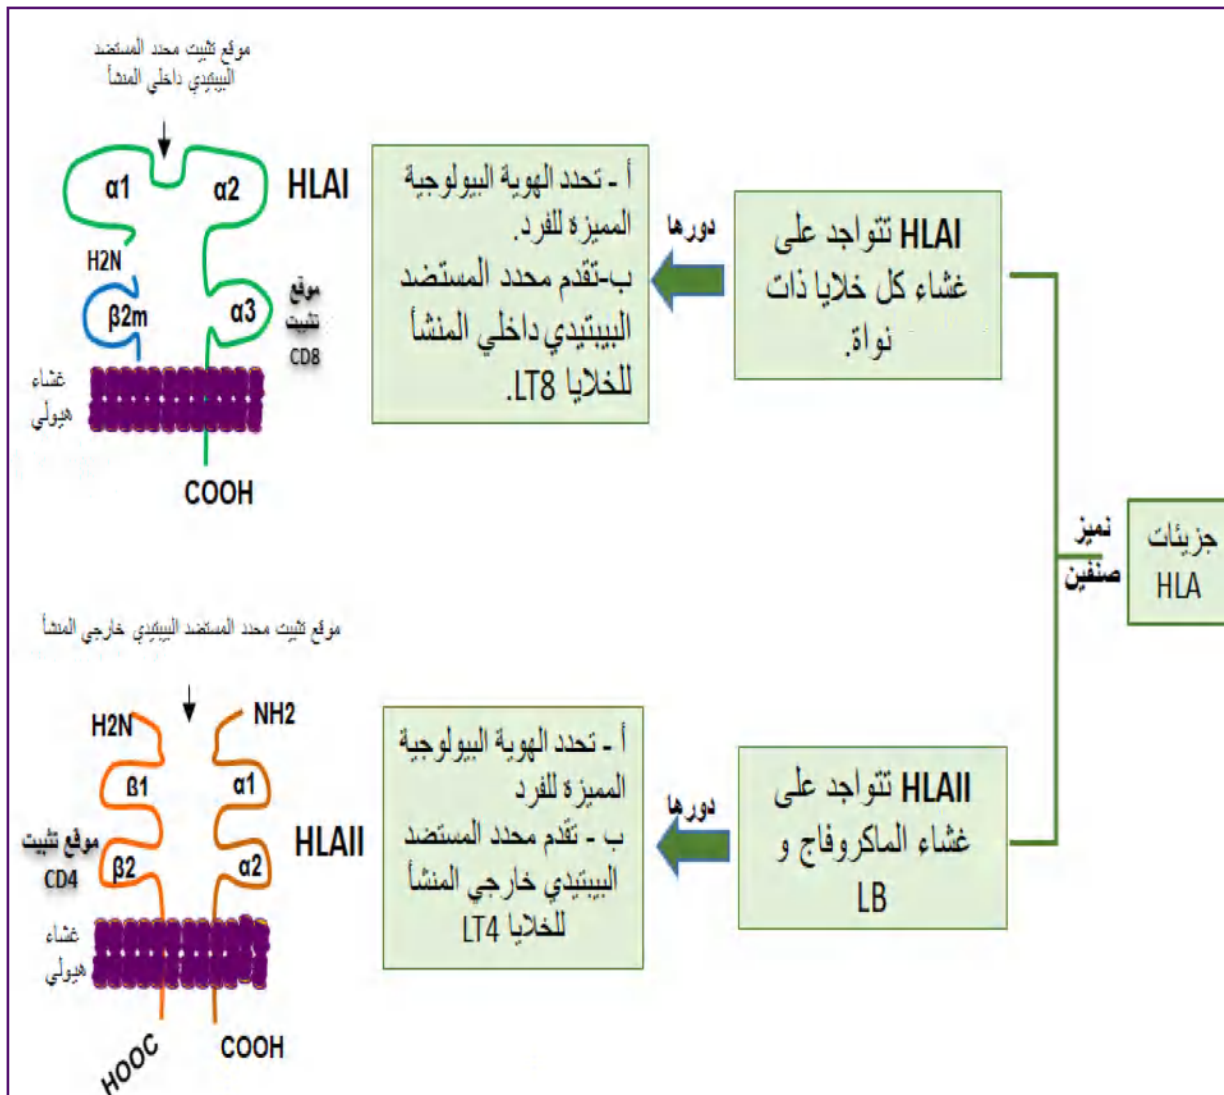 موقع تثبيت محدد المستضد
الببتيدي داخلي المنشأ
α1
α2
HLAI
H2N
β2m
α3
موقع
تثبيت
CD8
غشاء
هيولي
COOH
أ - تحدد الهوية البيولوجية
المميزة للفرد.
ب-تقدم محدد المستضد
الببيتيدي داخلي المنشأ
للخلايا LT8.
دورها
HLAI تتواجد على
غشاء كل خلايا ذات
نواة.
نميز
صنفين
جزيئات
HLA
موقع تثبيت محدد المستضد الببتيدي خارجي المنشأ
H2N
NH2
ß1
α1
HLAII
موقع تثبيت
CD4
β2
α2
غشاء
هيولي
HOOC
COOH
أ - تحدد الهوية البيولوجية
المميزة للفرد
ب - تقدم محدد المستضد
الببيتيدي خارجي المنشأ
للخلايا LT4
دورها
HLAII تتواجد على
غشاء الماكروفاج و
LB